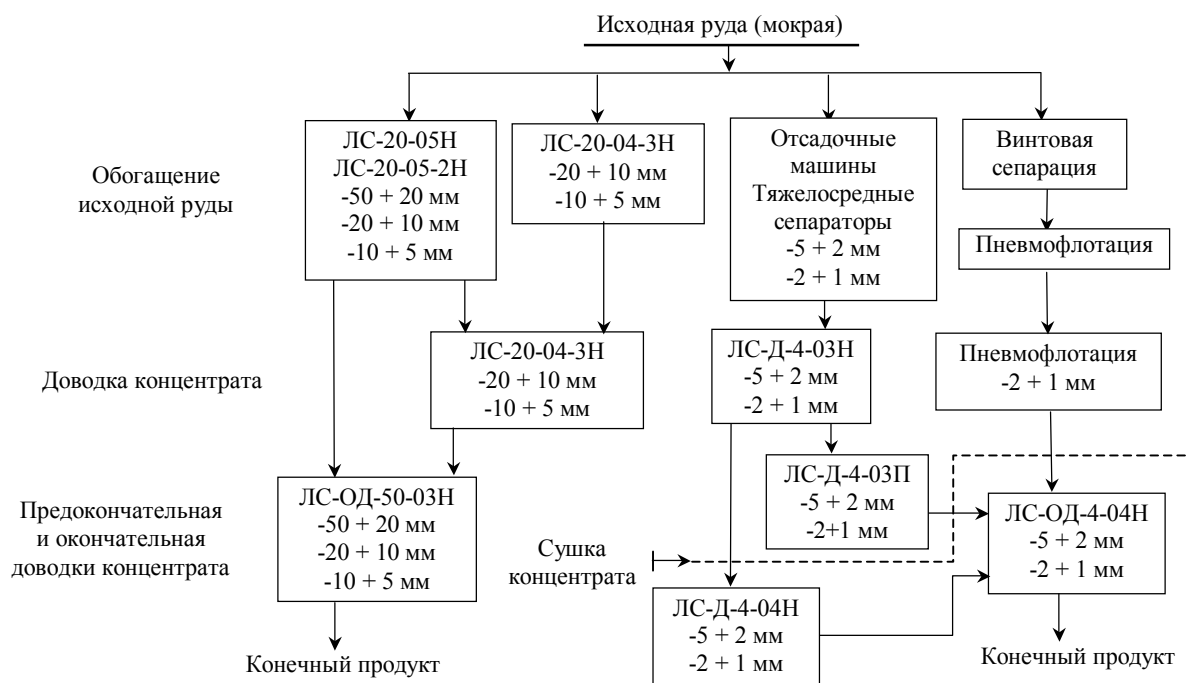 Исходная руда (мокрая)
Обогащение
исходной руды
ЛС-20-05Н
ЛС-20-05-2Н
-50 + 20 мм
-20 + 10 мм
-10 + 5 мм
ЛС-20-04-3Н
-20 + 10 мм
-10 + 5 мм
Отсадочные
машины
Тяжелосредные
сепараторы
-5 + 2 мм
-2 + 1 мм
Винтовая
сепарация
Пневмофлотация
Доводка концентрата
ЛС-20-04-3Н
-20 + 10 мм
-10 + 5 мм
ЛС-Д-4-03Н
-5 + 2 мм
-2 + 1 мм
Пневмофлотация
-2 + 1 мм
Предокончательная
и окончательная
доводки концентрата
ЛС-ОД-50-03Н
-50 + 20 мм
-20 + 10 мм
-10 + 5 мм
Сушка
концентрата
ЛС-Д-4-03П
-5 + 2 мм
-2+1 мм
ЛС-ОД-4-04Н
-5 + 2 мм
-2 + 1 мм
ЛС-Д-4-04Н
-5 + 2 мм
-2 + 1 мм
Конечный продукт
Конечный продукт